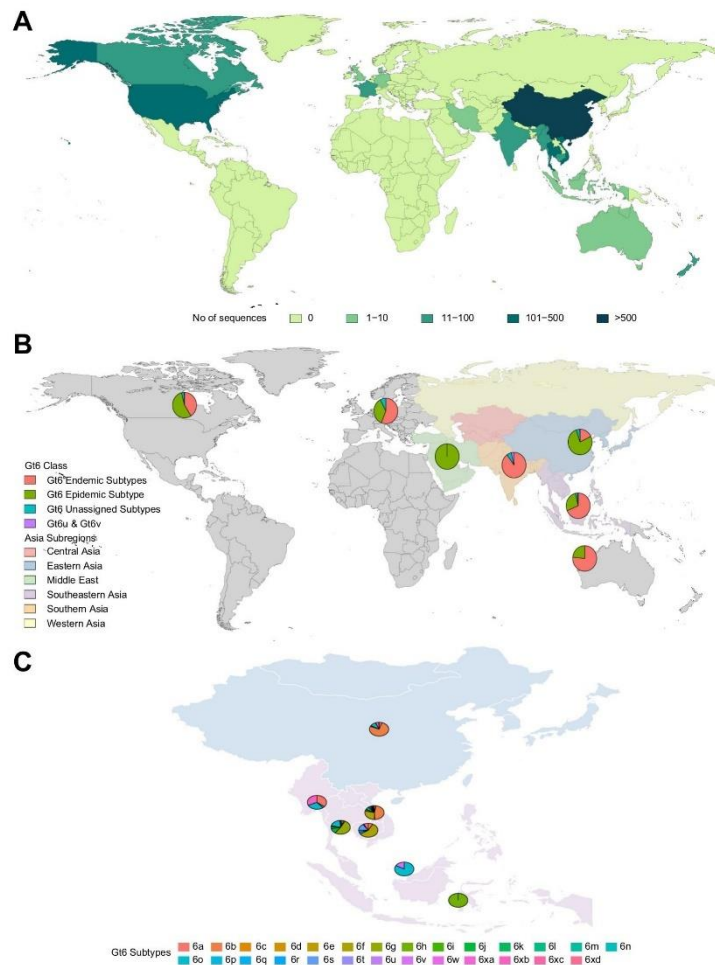 A
No of sequences 0 1−10 11−100 101−500 >500
B
Gt6 Class
Gt6 Endemic Subtypes
Gt6 Epidemic Subtype
Gt6 Unassigned Subtypes
Gt6u & Gt6v
Asia Subregions
Central Asia
Eastern Asia
Middle East
Southeastern Asia
Southern Asia
Western Asia
C
Gt6 Subtypes 6a 6b 6c 6d 6e 6f 6g 6h 6i 6j 6k 6l 6m 6n
6o 6p 6q 6r 6s 6t 6u 6v 6w 6xa 6xb 6xc 6xd